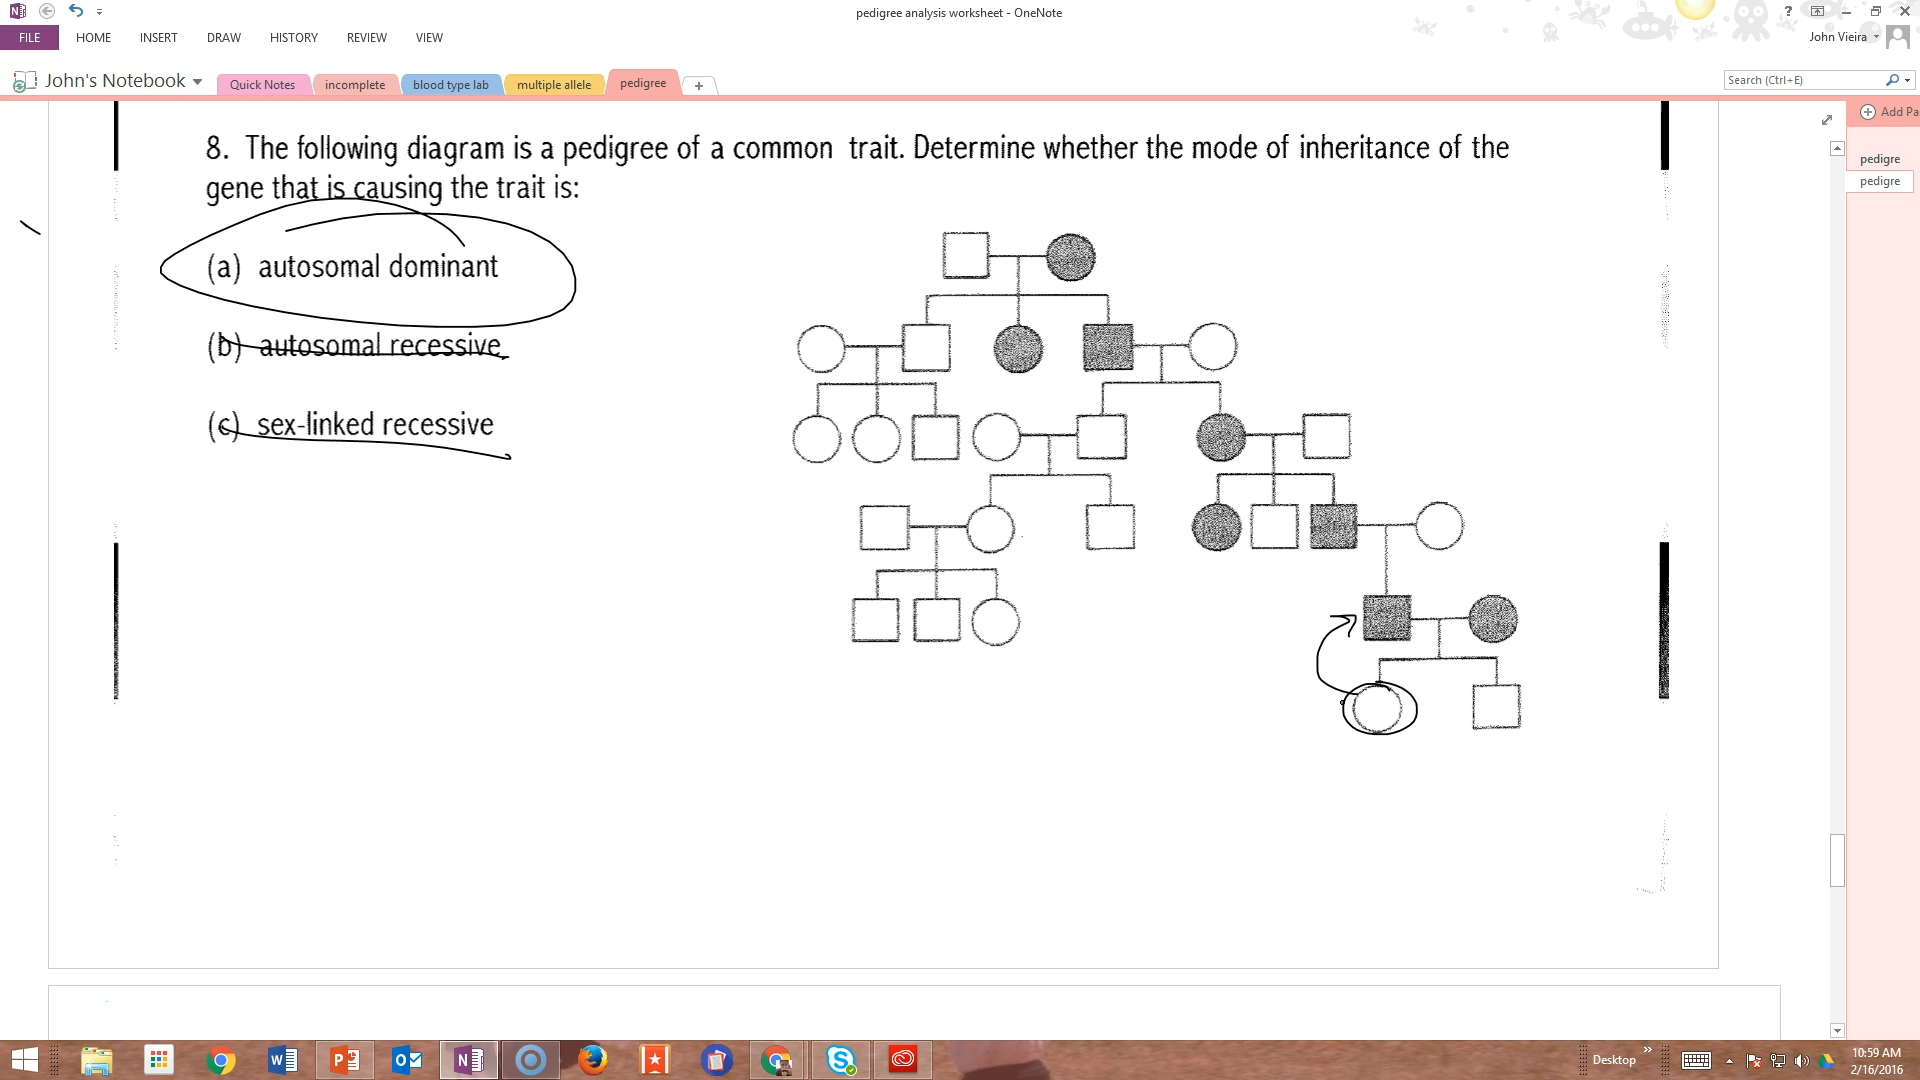 pedigree analysis worksheet - OneNote
?
FILE
HOME
INSERT
DRAW
HISTORY
REVIEW
VIEW
John Vieira
John's Notebook
Quick Notes
incomplete
blood type lab
multiple allele
pedigree
+
Search (Ctrl+E)
Add Pa
pedigre
pedigre
8. The following diagram is a pedigree of a common trait. Determine whether the mode of inheritance of the
gene that is causing the trait is:
(a) autosomal dominant
(b) autosomal recessive
(c) sex-linked recessive
Desktop
10:59 AM
2/16/2016